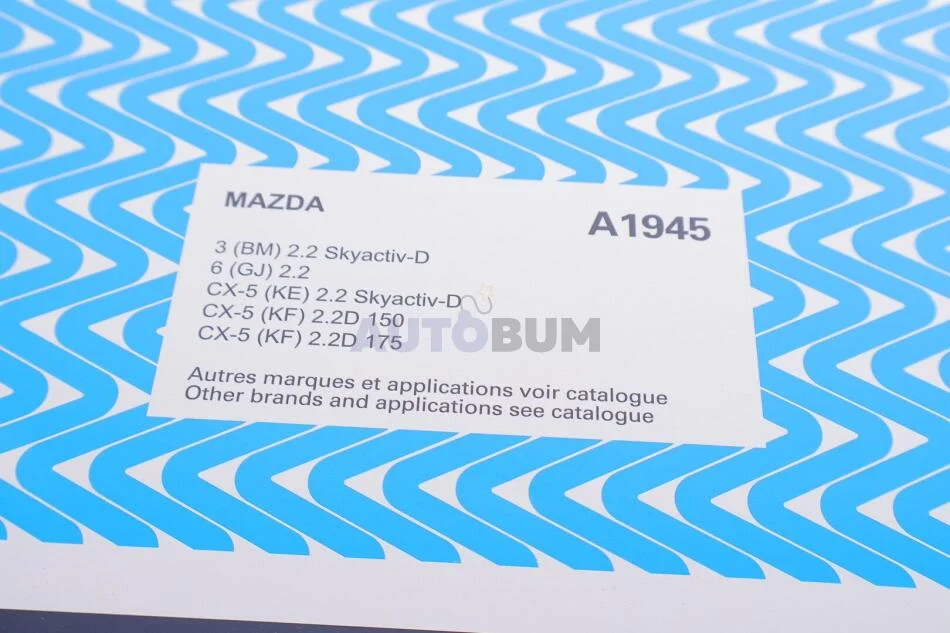 MAZDA
A1945
3 (BM) 2.2 Skyactiv-D
6 (GJ) 2.2
CX-5 (KE) 2.2 Skyactiv-D
CX-5 (KF) 2.2D 150
CX-5 (KF) 2.2D 175
AUTOBUM
Autres marques et applications voir catalogue
Other brands and applications see catalogue